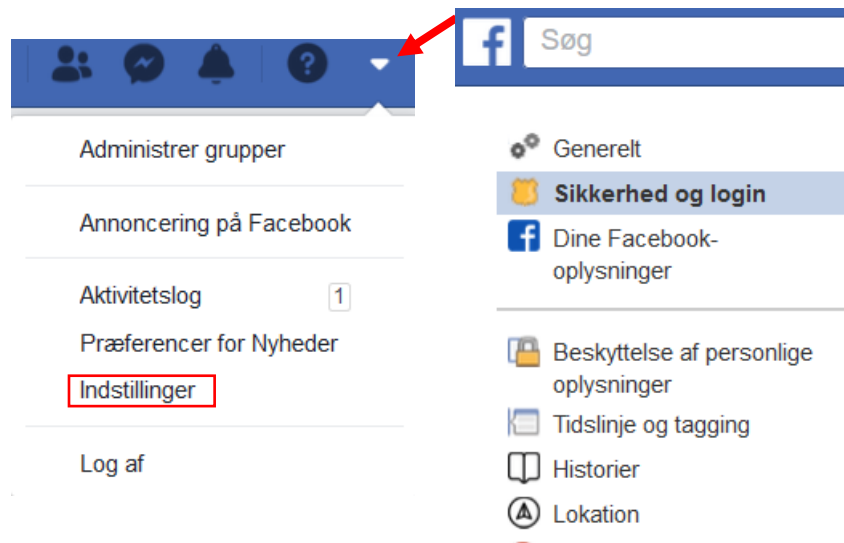 Administrer grupper
Annoncering på Facebook
Aktivitetslog 1
Præferencer for Nyheder
Indstillinger
Log af
f Søg
Generelt
Sikkerhed og login
f Dine Facebook-
oplysninger
Beskyttelse af personlige
oplysninger
Tidslinje og tagging
Historier
Lokation